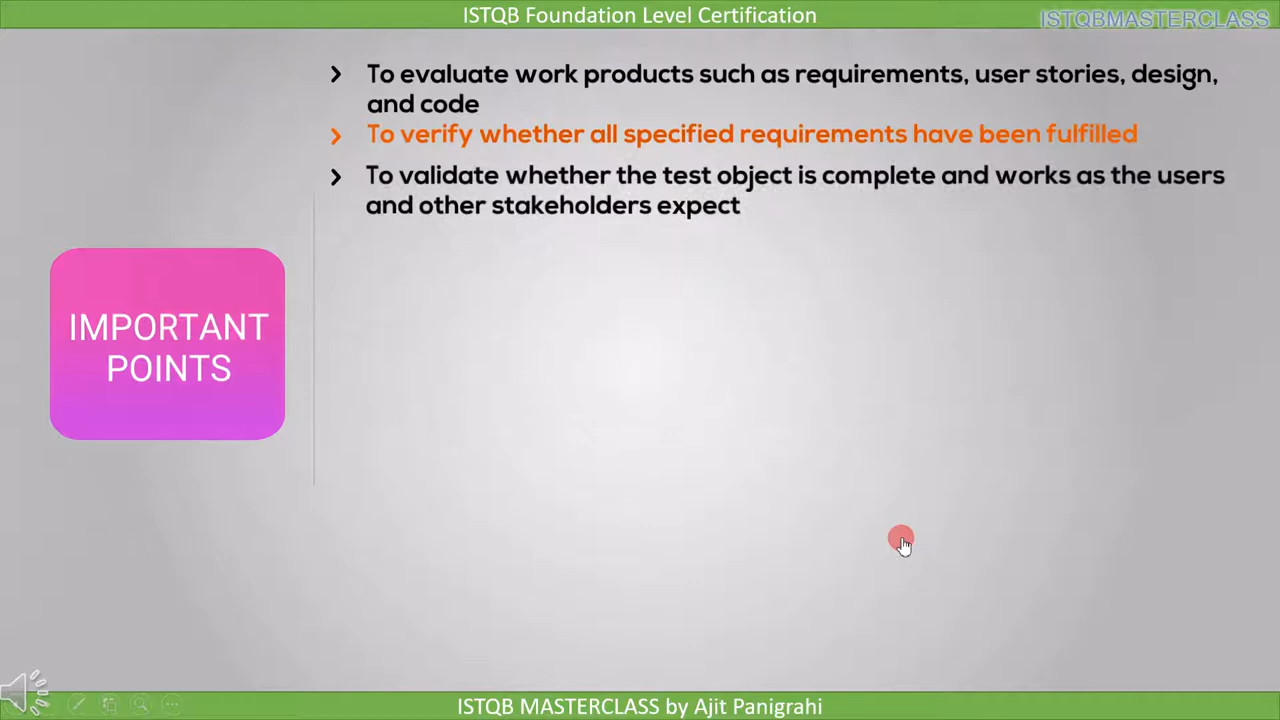 ISTQB Foundation Level Certification
ISTQBMASTERCLASS
To evaluate work products such as requirements, user stories, design,
and code
To verify whether all specified requirements have been fulfilled
To validate whether the test object is complete and works as the users
and other stakeholders expect
IMPORTANT
POINTS
ISTQB MASTERCLASS by Ajit Panigrahi